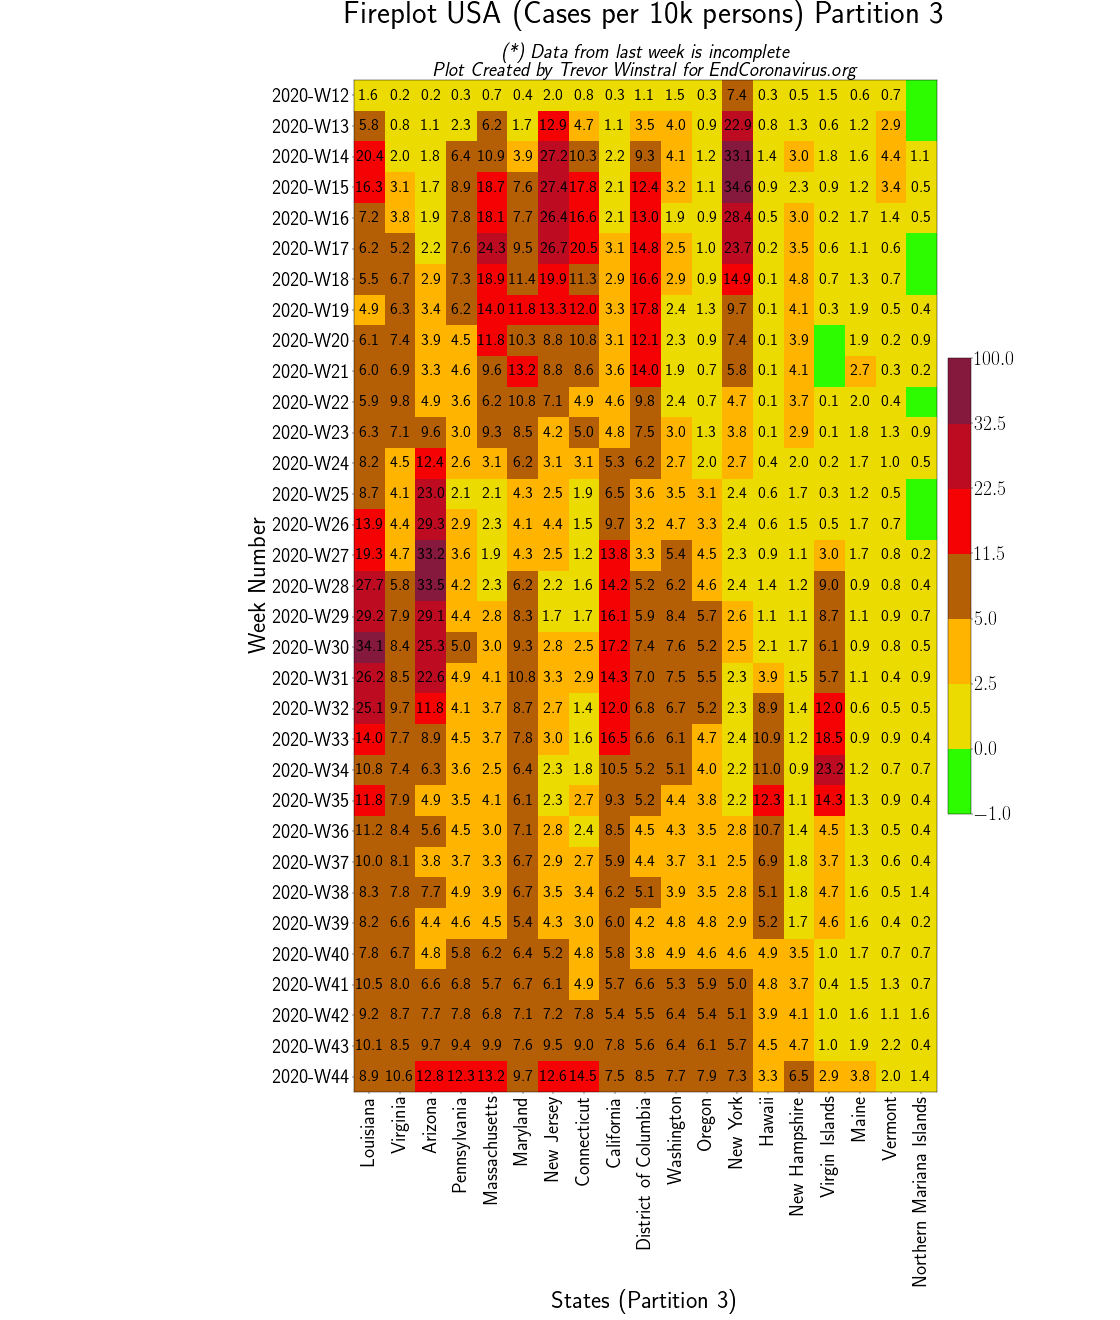 Fireplot USA (Cases per 10k persons) Partition 3
(*) Data from last week is incomplete
Plot Created by Trevor Winstral for EndCoronavirus.org
2020-W12 1.6 0.2 0.2 0.3 0.7 0.4 2.0 0.8 0.3 1.1 1.5 0.3 7.4 0.3 0.5 1.5 0.6 0.7
2020-W13 5.8 0.8 1.1 2.3 6.2 1.7 12.9 4.7 1.1 3.5 4.0 0.9 22.9 0.8 1.3 0.6 1.2 2.9
2020-W14 20.4 2.0 1.8 6.4 10.9 3.9 27.2 10.3 2.2 9.3 4.1 1.2 33.1 1.4 3.0 1.8 1.6 4.4 1.1
2020-W15 16.3 3.1 1.7 8.9 18.7 7.6 27.4 17.8 2.1 12.4 3.2 1.1 34.6 0.9 2.3 0.9 1.2 3.4 0.5
2020-W16 7.2 3.8 1.9 7.8 18.1 7.7 26.4 16.6 2.1 13.0 1.9 0.9 28.4 0.5 3.0 0.2 1.7 1.4 0.5
2020-W17 6.2 5.2 2.2 7.6 24.3 9.5 26.7 20.5 3.1 14.8 2.5 1.0 23.7 0.2 3.5 0.6 1.1 0.6
2020-W18 5.5 6.7 2.9 7.3 18.9 11.4 19.9 11.3 2.9 16.6 2.9 0.9 14.9 0.1 4.8 0.7 1.3 0.7
2020-W19 4.9 6.3 3.4 6.2 14.0 11.8 13.3 12.0 3.3 17.8 2.4 1.3 9.7 0.1 4.1 0.3 1.9 0.5 0.4
2020-W20 6.1 7.4 3.9 4.5 11.8 10.3 8.8 10.8 3.1 12.1 2.3 0.9 7.4 0.1 3.9 1.9 0.2 0.9
2020-W21 6.0 6.9 3.3 4.6 9.6 13.2 8.8 8.6 3.6 14.0 1.9 0.7 5.8 0.1 4.1 2.7 0.3 0.2
2020-W22 5.9 9.8 4.9 3.6 6.2 10.8 7.1 4.9 4.6 9.8 2.4 0.7 4.7 0.1 3.7 0.1 2.0 0.4
2020-W23 6.3 7.1 9.6 3.0 9.3 8.5 4.2 5.0 4.8 7.5 3.0 1.3 3.8 0.1 2.9 0.1 1.8 1.3 0.9
2020-W24 8.2 4.5 12.4 2.6 3.1 6.2 3.1 3.1 5.3 6.2 2.7 2.0 2.7 0.4 2.0 0.2 1.7 1.0 0.5
2020-W25 8.7 4.1 23.0 2.1 2.1 4.3 2.5 1.9 6.5 3.6 3.5 3.1 2.4 0.6 1.7 0.3 1.2 0.5
2020-W26 13.9 4.4 29.3 2.9 2.3 4.1 4.4 1.5 9.7 3.2 4.7 3.3 2.4 0.6 1.5 0.5 1.7 0.7
2020-W27 19.3 4.7 33.2 3.6 1.9 4.3 2.5 1.2 13.8 3.3 5.4 4.5 2.3 0.9 1.1 3.0 1.7 0.8 0.2
2020-W28 27.7 5.8 33.5 4.2 2.3 6.2 2.2 1.6 14.2 5.2 6.2 4.6 2.4 1.4 1.2 9.0 0.9 0.8 0.4
2020-W29 29.2 7.9 29.1 4.4 2.8 8.3 1.7 1.7 16.1 5.9 8.4 5.7 2.6 1.1 1.1 8.7 1.1 0.9 0.7
2020-W30 34.1 8.4 25.3 5.0 3.0 9.3 2.8 2.5 17.2 7.4 7.6 5.2 2.5 2.1 1.7 6.1 0.9 0.8 0.5
2020-W31 26.2 8.5 22.6 4.9 4.1 10.8 3.3 2.9 14.3 7.0 7.5 5.5 2.3 3.9 1.5 5.7 1.1 0.4 0.9
2020-W32 25.1 9.7 11.8 4.1 3.7 8.7 2.7 1.4 12.0 6.8 6.7 5.2 2.3 8.9 1.4 12.0 0.6 0.5 0.5
2020-W33 14.0 7.7 8.9 4.5 3.7 7.8 3.0 1.6 16.5 6.6 6.1 4.7 2.4 10.9 1.2 18.5 0.9 0.9 0.4
2020-W34 10.8 7.4 6.3 3.6 2.5 6.4 2.3 1.8 10.5 5.2 5.1 4.0 2.2 11.0 0.9 23.2 1.2 0.7 0.7
2020-W35 11.8 7.9 4.9 3.5 4.1 6.1 2.3 2.7 9.3 5.2 4.4 3.8 2.2 12.3 1.1 14.3 1.3 0.9 0.4
2020-W36 11.2 8.4 5.6 4.5 3.0 7.1 2.8 2.4 8.5 4.5 4.3 3.5 2.8 10.7 1.4 4.5 1.3 0.5 0.4
2020-W37 10.0 8.1 3.8 3.7 3.3 6.7 2.9 2.7 5.9 4.4 3.7 3.1 2.5 6.9 1.8 3.7 1.3 0.6 0.4
2020-W38 8.3 7.8 7.7 4.9 3.9 6.7 3.5 3.4 6.2 5.1 3.9 3.5 2.8 5.1 1.8 4.7 1.6 0.5 1.4
2020-W39 8.2 6.6 4.4 4.6 4.5 5.4 4.3 3.0 6.0 4.2 4.8 4.8 2.9 5.2 1.7 4.6 1.6 0.4 0.2
2020-W40 7.8 6.7 4.8 5.8 6.2 6.4 5.2 4.8 5.8 3.8 4.9 4.6 4.6 4.9 3.5 1.0 1.7 0.7 0.7
2020-W41 10.5 8.0 6.6 6.8 5.7 6.7 6.1 4.9 5.7 6.6 5.3 5.9 5.0 4.8 3.7 0.4 1.5 1.3 0.7
2020-W42 9.2 8.7 7.7 7.8 6.8 7.1 7.2 7.8 5.4 5.5 6.4 5.4 5.1 3.9 4.1 1.0 1.6 1.1 1.6
2020-W43 10.1 8.5 9.7 9.4 9.9 7.6 9.5 9.0 7.8 5.6 6.4 6.1 5.7 4.5 4.7 1.0 1.9 2.2 0.4
2020-W44 8.9 10.6 12.8 12.3 13.2 9.7 12.6 14.5 7.5 8.5 7.7 7.9 7.3 3.3 6.5 2.9 3.8 2.0 1.4
Week Number
100.0
32.5
22.5
11.5
5.0
2.5
0.0
−1.0
Louisiana
Virginia
Arizona
Pennsylvania
Massachusetts
Maryland
New Jersey
Connecticut
California
District of Columbia
Washington
Oregon
New York
Hawaii
New Hampshire
Virgin Islands
Maine
Vermont
Northern Mariana Islands
States (Partition 3)